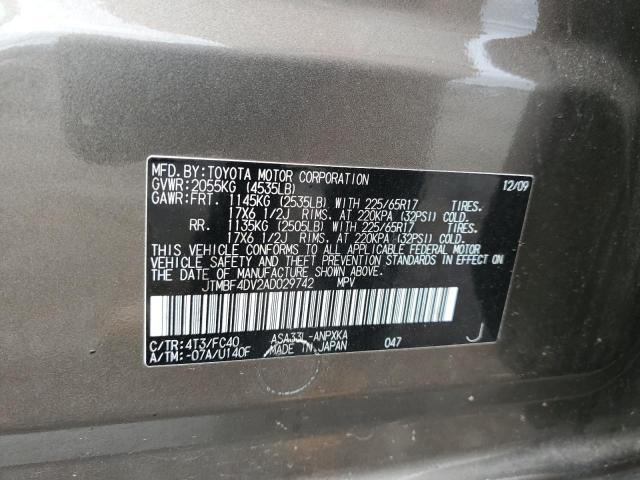 MFD. BY: TOYOTA MOTOR CORPORATION 12/09
GVWR: 2055KG (4535LB)
GAWR: FRT. 1145KG (2535LB) WITH 225/65R17 TIRES.
17X6 1/2J RIMS. AT 220KPA (32PSI) COLD.
RR. 1135KG (2505LB) WITH 225/65R17 TIRES.
17X6 1/2J RIMS. AT 220KPA (32PSI) COLD.
THIS VEHICLE CONFORMS TO ALL APPLICABLE FEDERAL MOTOR
VEHICLE SAFETY AND THEFT PREVENTION STANDARDS IN EFFECT ON
THE DATE OF MANUFACTURE SHOWN ABOVE.
JTMBF4DV2AD029742 MPV
C/TR: 4T3/FC40 ASA33L-ANPXKA
A/TM: -07A/U140F MADE IN JAPAN 047 J